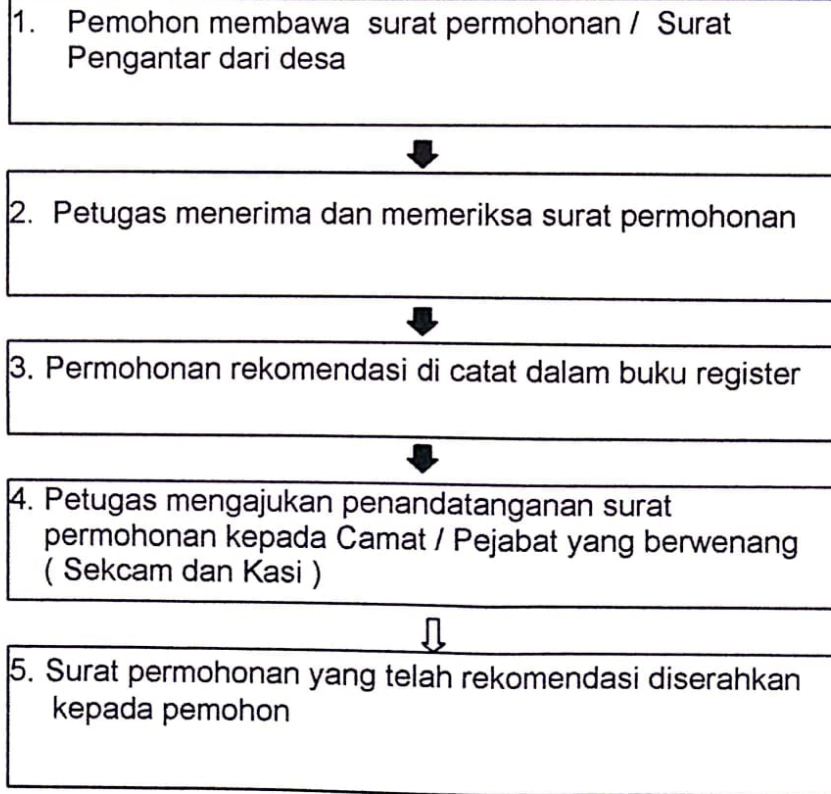 1. Pemohon membawa surat permohonan / Surat
Pengantar dari desa
2. Petugas menerima dan memeriksa surat permohonan
3. Permohonan rekomendasi di catat dalam buku register
4. Petugas mengajukan penandatanganan surat
permohonan kepada Camat / Pejabat yang berwenang
( Sekcam dan Kasi )
5. Surat permohonan yang telah rekomendasi diserahkan
kepada pemohon